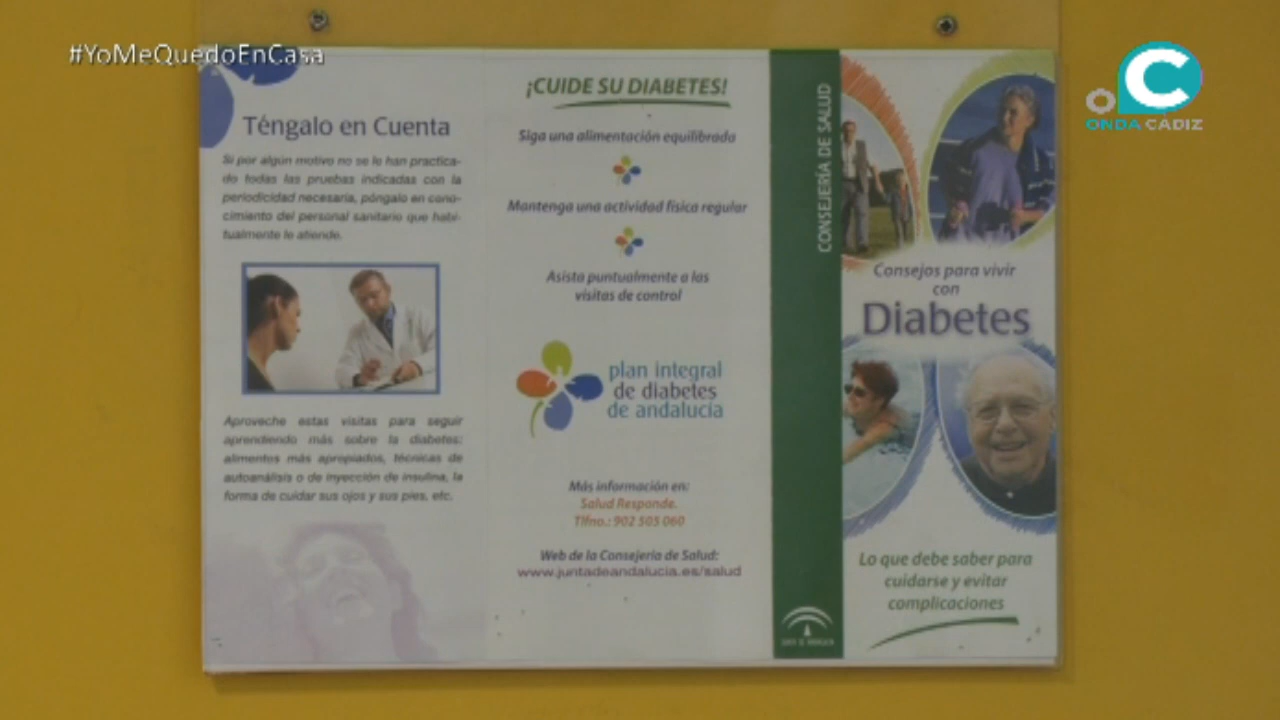 #YoMeQuedoEnCasa
ONDA CÁDIZ
Téngalo en Cuenta
Si por algún motivo no se le han practica-
do todas las pruebas indicadas con la
periodicidad necesaria, póngalo en cono-
cimiento del personal sanitario que habi-
tualmente le atiende.
Aproveche estas visitas para seguir
aprendiendo más sobre la diabetes:
alimentos más apropiados, técnicas de
autoanálisis o de inyección de insulina, la
forma de cuidar sus ojos y sus pies, etc.
¡CUIDE SU DIABETES!
Siga una alimentación equilibrada
Mantenga una actividad física regular
Asista puntualmente a las
visitas de control
plan integral
de diabetes
de andalucía
Más información en:
Salud Responde.
Tlfno.: 902 505 060
Web de la Consejería de Salud:
www.juntadeandalucia.es/salud
CONSEJERÍA DE SALUD
JUNTA DE ANDALUCIA
Consejos para vivir
con
Diabetes
Lo que debe saber para
cuidarse y evitar
complicaciones